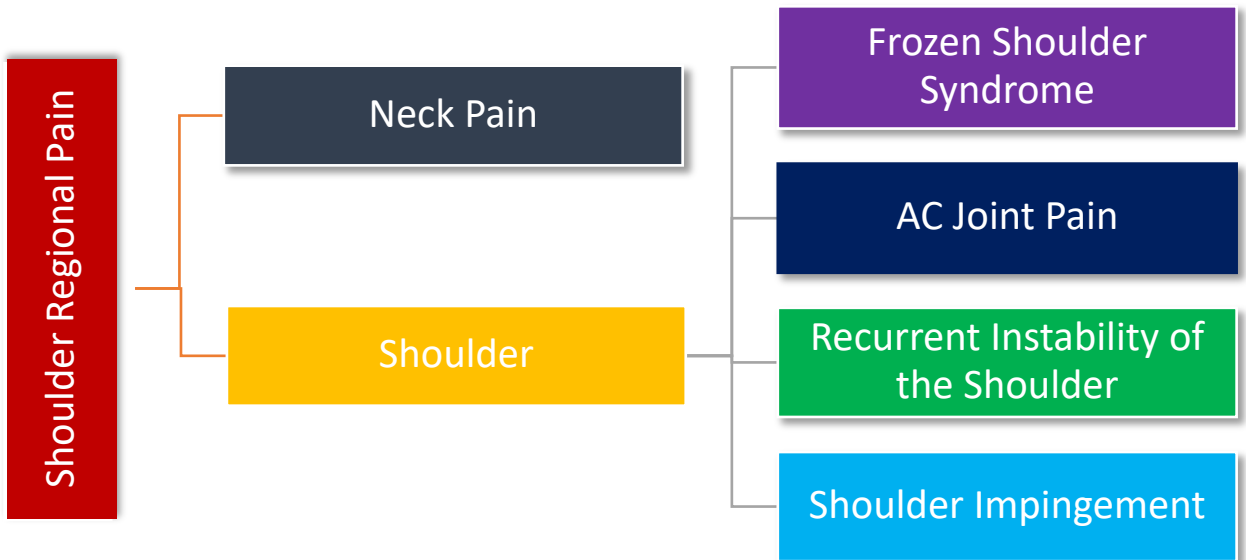 Shoulder Regional Pain
Neck Pain
Shoulder
Frozen Shoulder
Syndrome
AC Joint Pain
Recurrent Instability of
the Shoulder
Shoulder Impingement